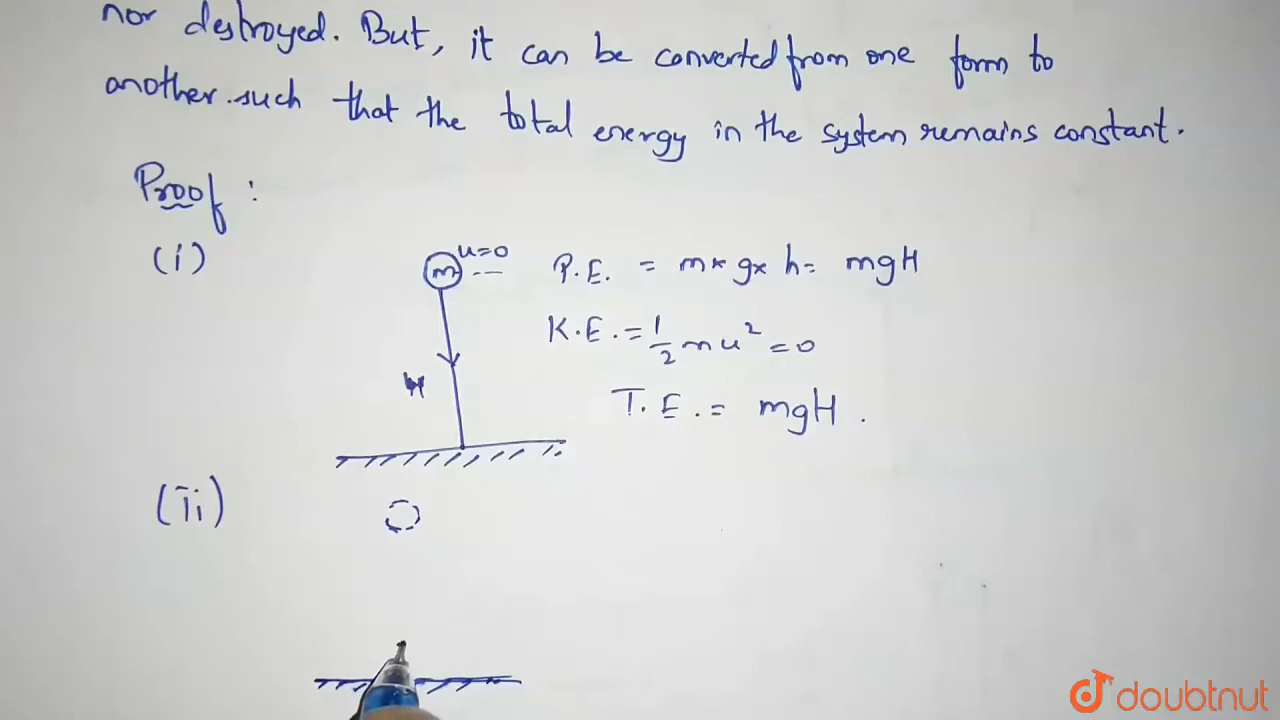 nor destroyed. But, it can be converted from one form to
another. such that the total energy in the system remains constant.
Proof :
(i)
m u=0
P.E. = m x g x h = mgH
K.E. = 1/2 mu² = 0
H
T.E. = mgH.
(ii)
doubtnut